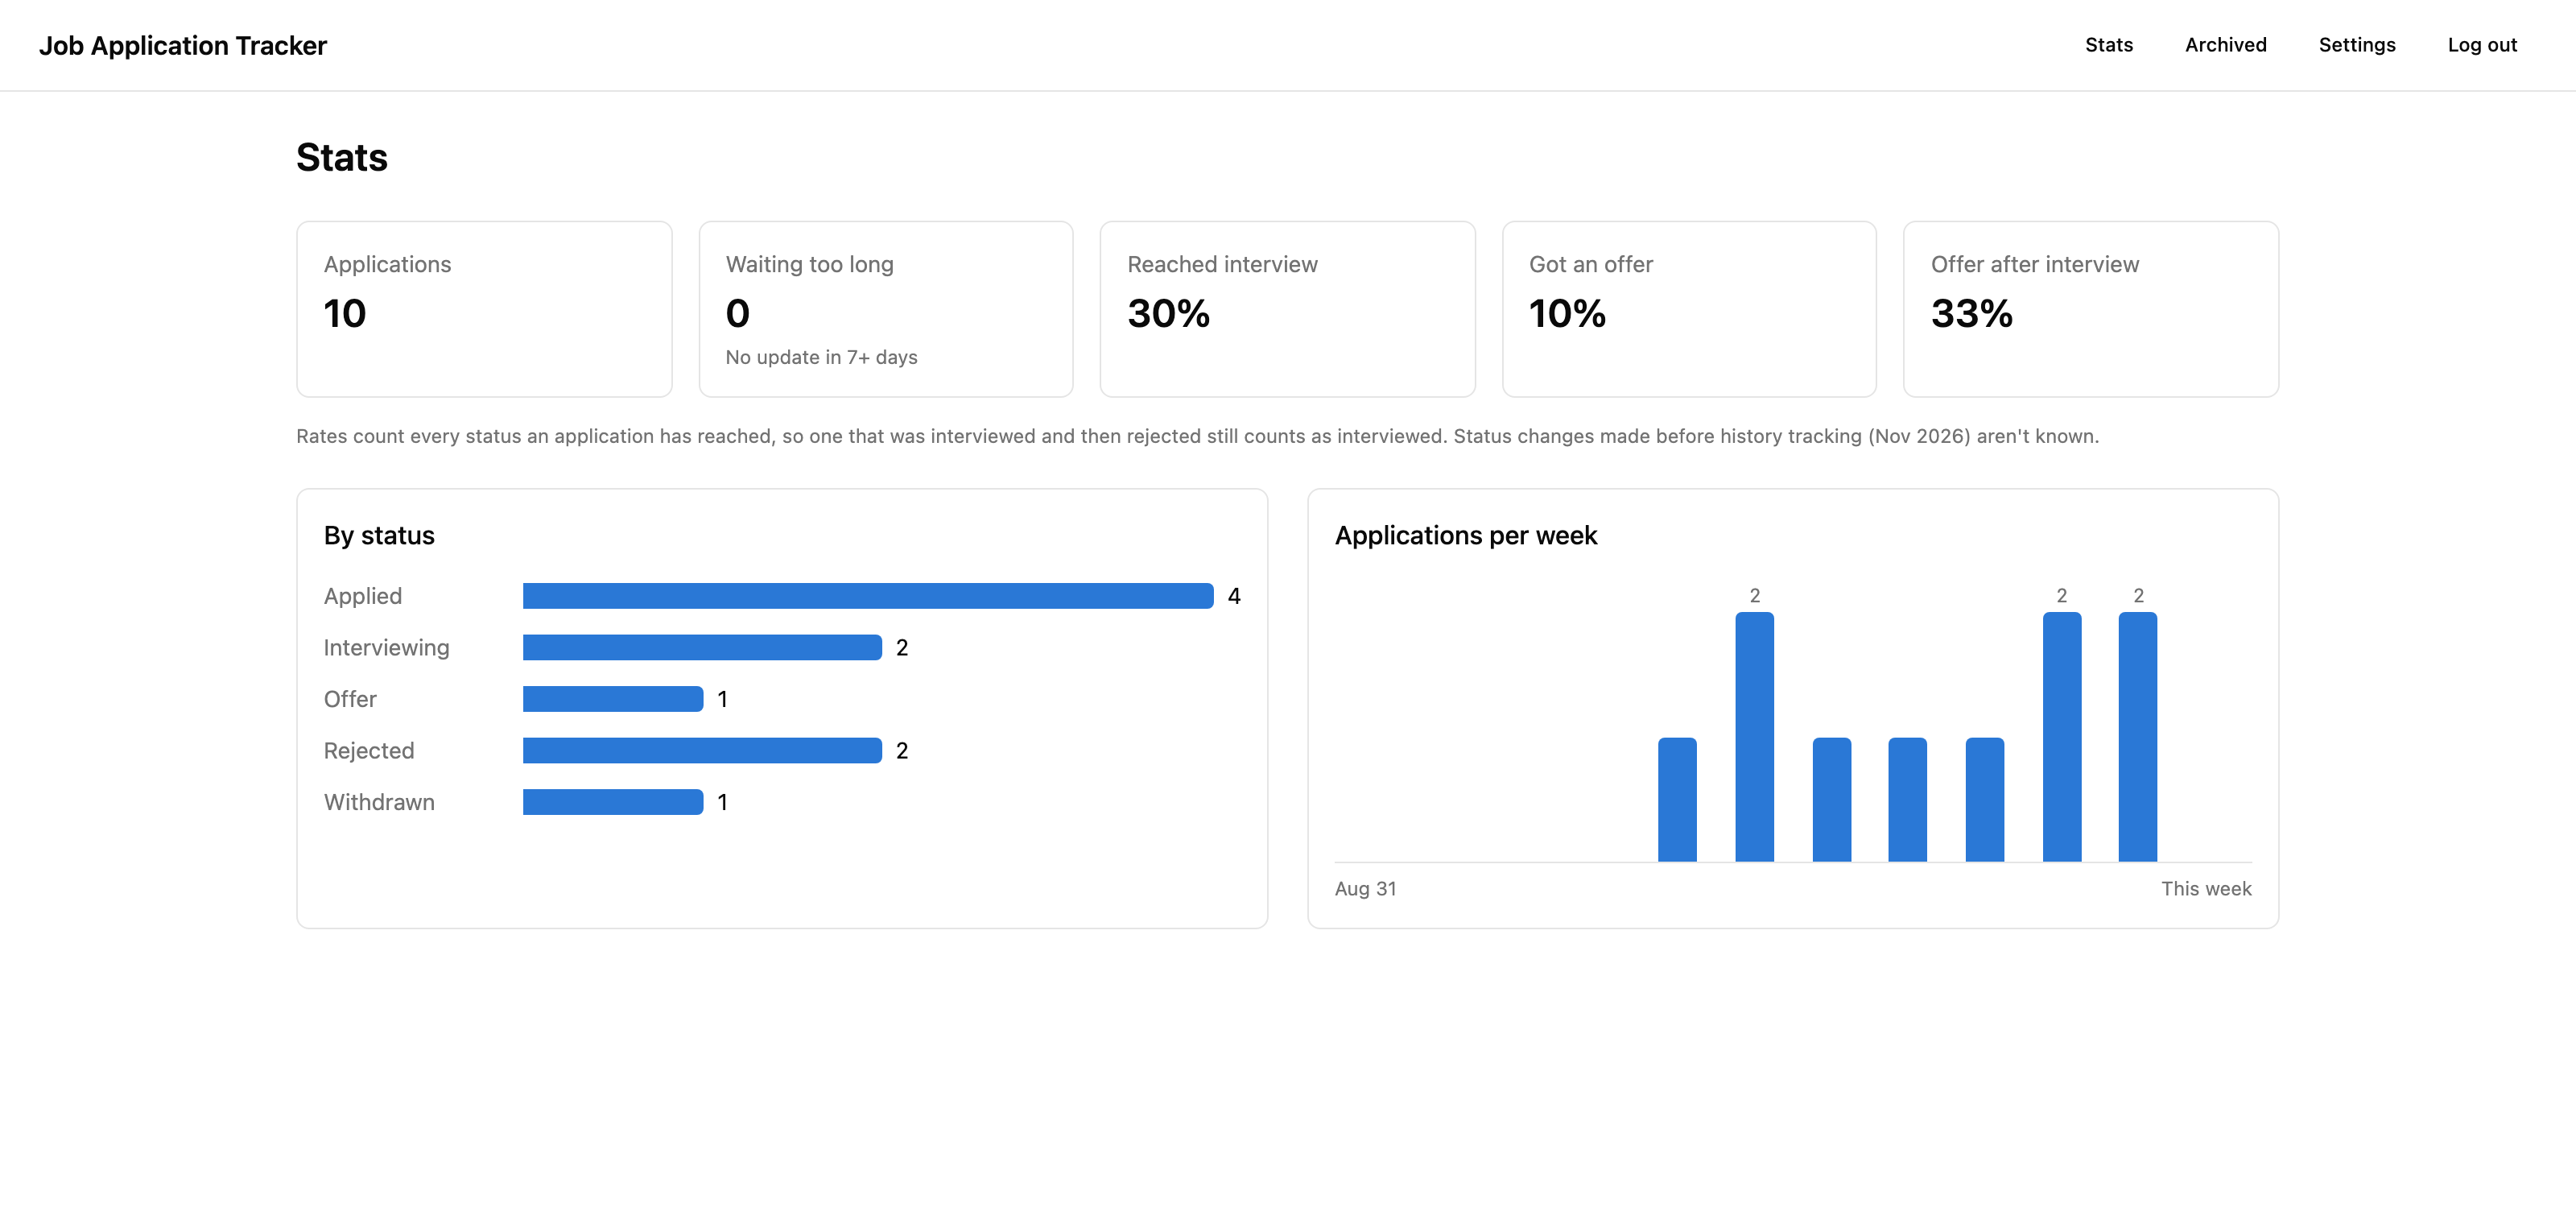 Job Application Tracker
Stats Archived Settings Log out
Stats
Applications
10
Waiting too long
0
No update in 7+ days
Reached interview
30%
Got an offer
10%
Offer after interview
33%
Rates count every status an application has reached, so one that was interviewed and then rejected still counts as interviewed. Status changes made before history tracking (Nov 2026) aren't known.
By status
Applied 4
Interviewing 2
Offer 1
Rejected 2
Withdrawn 1
Applications per week
2 2 2
Aug 31 This week